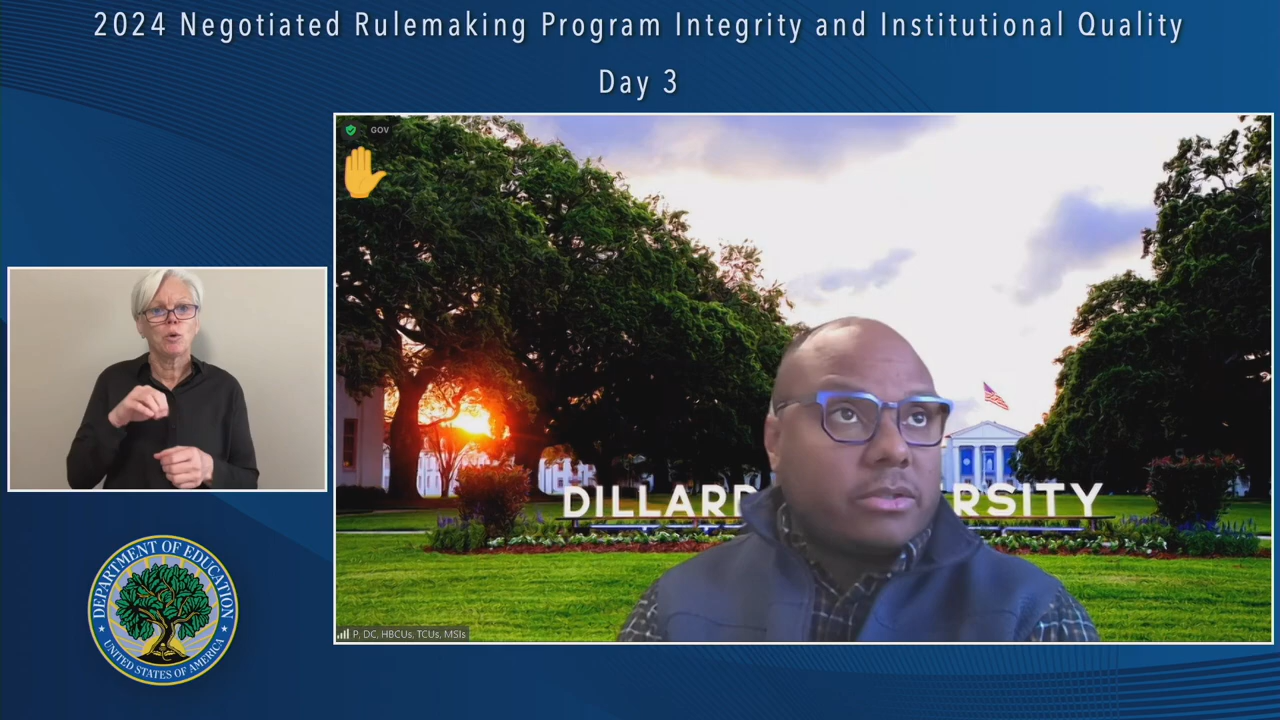 2024 Negotiated Rulemaking Program Integrity and Institutional Quality
Day 3
GOV
DILLARD
RSITY
P, DC, HBCUs, TCUs, MSIs
DEPARTMENT OF EDUCATION
UNITED STATES OF AMERICA